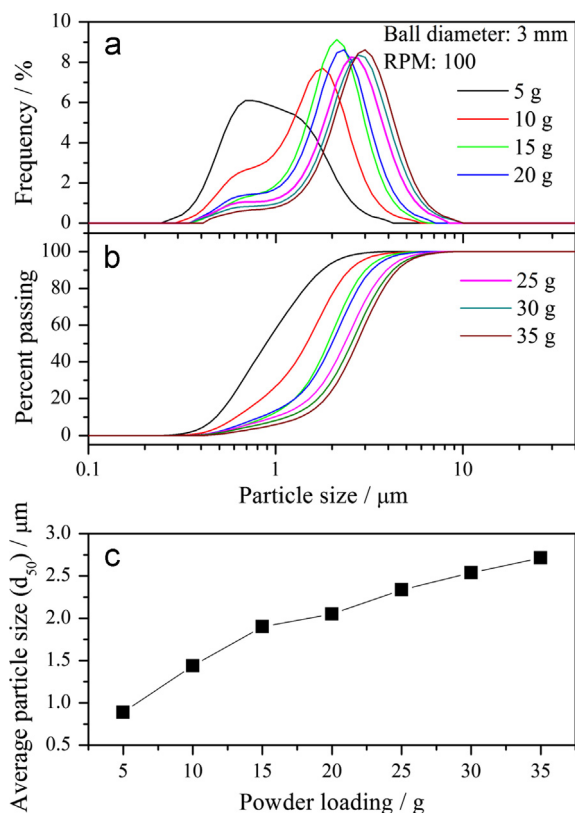 a
Ball diameter: 3 mm
RPM: 100
5 g
10 g
15 g
20 g
Frequency / %
10
8
6
4
2
0
b
25 g
30 g
35 g
Percent passing
100
80
60
40
20
0
0.1 1 10
Particle size / μm
c
Average particle size (d50) / μm
3.0
2.5
2.0
1.5
1.0
0.5
5 10 15 20 25 30 35
Powder loading / g